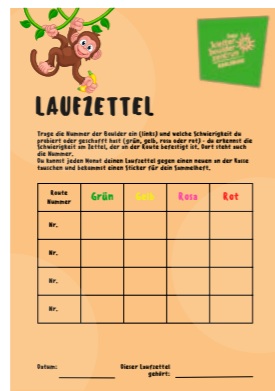 LAUFZETTEL
Trage die Nummer der Boulder ein (links) und welche Schwierigkeit du
probiert oder geschafft hast (grün, gelb, rosa oder rot) - du erkennst die
Schwierigkeit am Zettel, der an der Route befestigt ist. Dort steht auch
die Nummer.
Du kannst jeden Monat deinen Laufzettel gegen einen neuen an der Kasse
tauschen und bekommst einen Sticker für dein Sammelheft.
Route Nummer Grün Gelb Rosa Rot
Nr.
Nr.
Nr.
Nr.
Datum: Dieser Laufzettel
gehört: